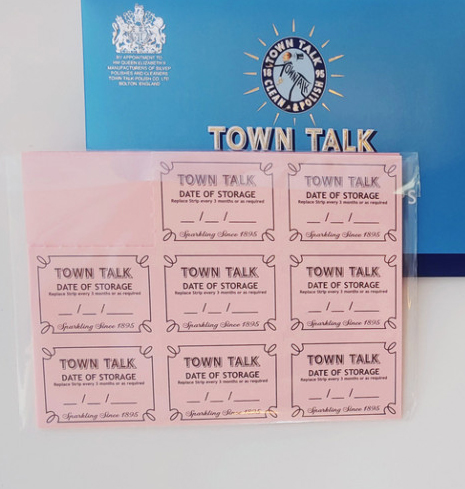 BY APPOINTMENT TO
HM QUEEN ELIZABETH II
MANUFACTURERS OF SILVER
POLISHES AND CLEANERS
TOWN TALK POLISH CO. LTD
BOLTON, ENGLAND
TOWN TALK
18 95
TOWN TALK
CLEAN & POLISH
TOWN TALK
S
TOWN TALK
DATE OF STORAGE
Replace Strip every 3 months or as required
__ /__ /____
Sparkling Since 1895
TOWN TALK
DATE OF STORAGE
Replace Strip every 3 months or as required
__ /__ /____
Sparkling Since 1895
TOWN TALK
DATE OF STORAGE
Replace Strip every 3 months or as required
__ /__ /____
Sparkling Since 1895
TOWN TALK
DATE OF STORAGE
Replace Strip every 3 months or as required
__ /__ /____
Sparkling Since 1895
TOWN TALK
DATE OF STORAGE
Replace Strip every 3 months or as required
__ /__ /____
Sparkling Since 1895
TOWN TALK
DATE OF STORAGE
Replace Strip every 3 months or as required
__ /__ /____
Sparkling Since 1895
TOWN TALK
DATE OF STORAGE
Replace Strip every 3 months or as required
__ /__ /____
Sparkling Since 1895
TOWN TALK
DATE OF STORAGE
Replace Strip every 3 months or as required
__ /__ /____
Sparkling Since 1895